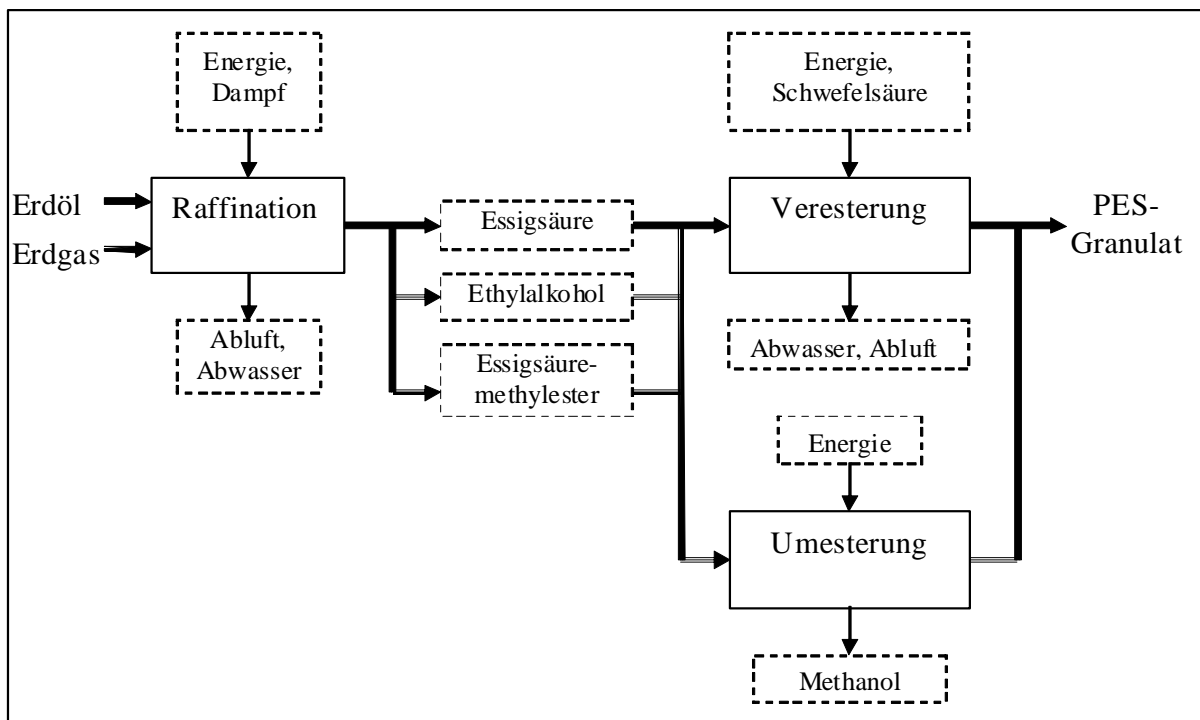 Energie,
Dampf
Energie,
Schwefelsäure
Erdöl
Erdgas
Raffination
Essigsäure
Ethylalkohol
Essigsäure-
methylester
Veresterung
PES-
Granulat
Abluft,
Abwasser
Abwasser, Abluft
Energie
Umesterung
Methanol